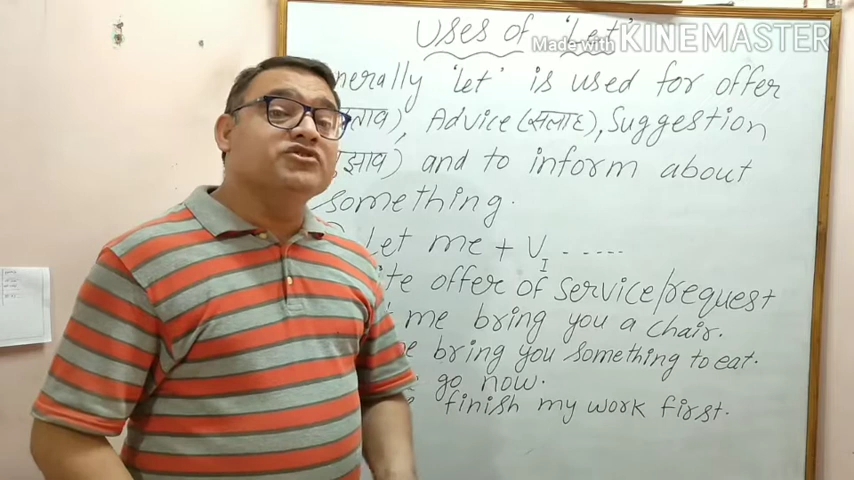 Uses of 'Let'
Made with KINEMASTER
'Let' is used for offer
Advice (सलाह), Suggestion
and to inform about
something.
Let me + V1 ------
offer of service/request
me bring you a chair.
bring you something to eat.
go now.
finish my work first.